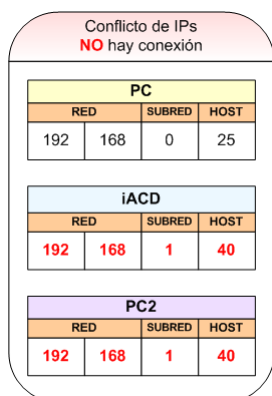 Conflicto de IPs
NO hay conexión
PC
RED SUBRED HOST
192 168 0 25
iACD
RED SUBRED HOST
192 168 1 40
PC2
RED SUBRED HOST
192 168 1 40